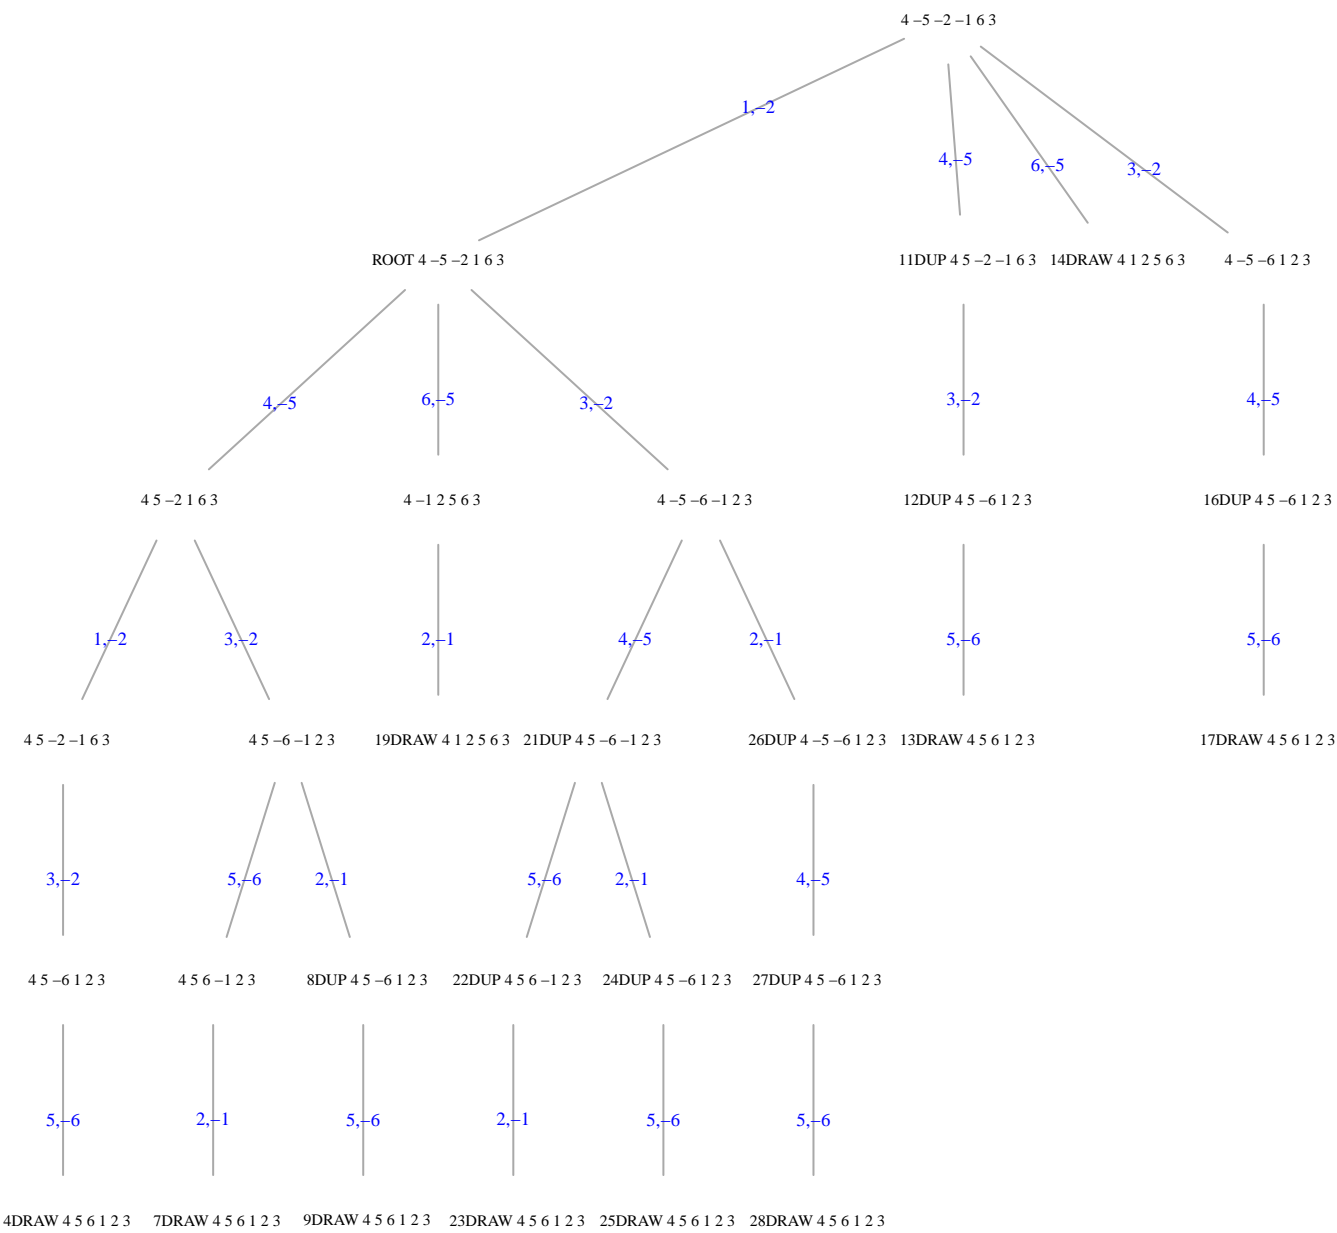 4 –5 –2 –1 6 3
1,–2
4,–5
6,–5
3,–2
ROOT 4 –5 –2 1 6 3
11DUP 4 5 –2 –1 6 3
14DRAW 4 1 2 5 6 3
4 –5 –6 1 2 3
4,–5
6,–5
3,–2
3,–2
4,–5
4 5 –2 1 6 3
4 –1 2 5 6 3
4 –5 –6 –1 2 3
12DUP 4 5 –6 1 2 3
16DUP 4 5 –6 1 2 3
1,–2
3,–2
2,–1
4,–5
2,–1
5,–6
5,–6
4 5 –2 –1 6 3
4 5 –6 –1 2 3
19DRAW 4 1 2 5 6 3
21DUP 4 5 –6 –1 2 3
26DUP 4 –5 –6 1 2 3
13DRAW 4 5 6 1 2 3
17DRAW 4 5 6 1 2 3
3,–2
5,–6
2,–1
5,–6
2,–1
4,–5
4 5 –6 1 2 3
4 5 6 –1 2 3
8DUP 4 5 –6 1 2 3
22DUP 4 5 6 –1 2 3
24DUP 4 5 –6 1 2 3
27DUP 4 5 –6 1 2 3
5,–6
2,–1
5,–6
2,–1
5,–6
5,–6
4DRAW 4 5 6 1 2 3
7DRAW 4 5 6 1 2 3
9DRAW 4 5 6 1 2 3
23DRAW 4 5 6 1 2 3
25DRAW 4 5 6 1 2 3
28DRAW 4 5 6 1 2 3